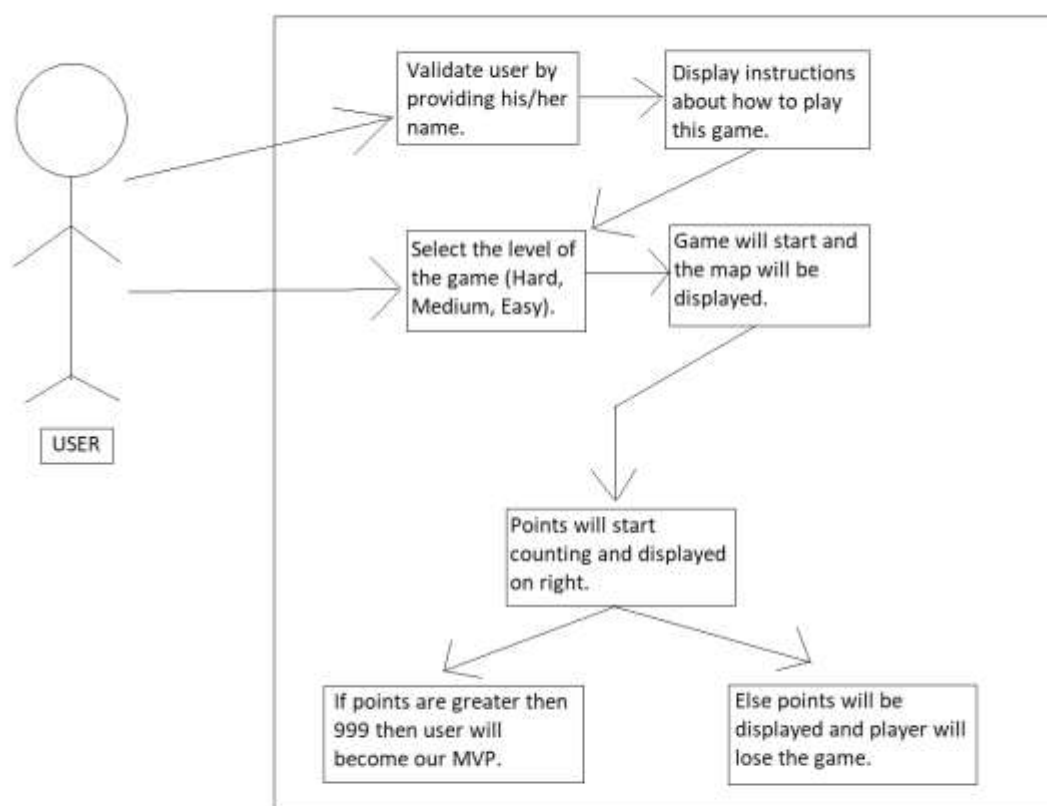 Validate user by
providing his/her
name.
Display instructions
about how to play
this game.
Select the level of
the game (Hard,
Medium, Easy).
Game will start and
the map will be
displayed.
USER
Points will start
counting and displayed
on right.
If points are greater then
999 then user will
become our MVP.
Else points will be
displayed and player will
lose the game.